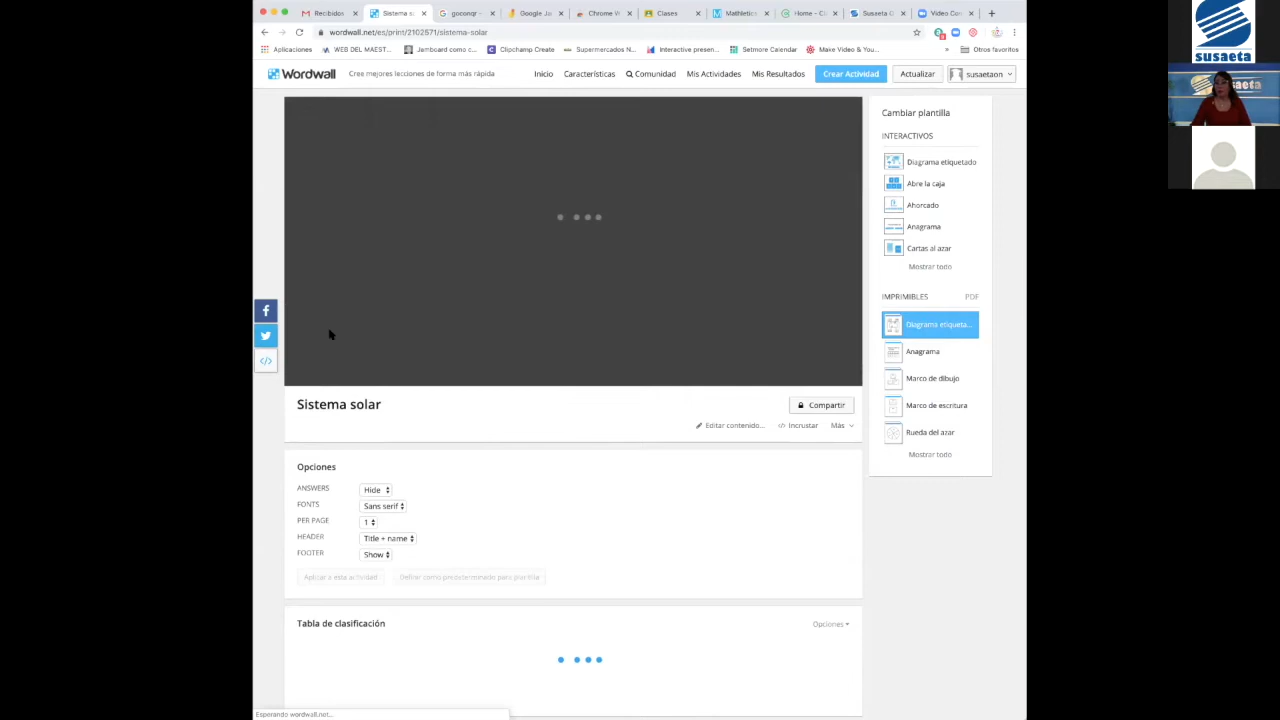 Recibidos
Sistema s
goconqr -
Google Jo
Chrome W
Clases
Mathletics
Home - Cl
Susaeta O
Video Con
wordwall.net/es/print/2102571/sistema-solar
Aplicaciones
WEB DEL MAEST...
Jamboard como c...
Clipchamp Create
Supermercados N...
Interactive presen...
Setmore Calendar
Make Video & You...
»
Otros favoritos
Wordwall
Cree mejores lecciones de forma más rápida
Inicio
Características
Comunidad
Mis Actividades
Mis Resultados
Crear Actividad
Actualizar
susaetaon
Cambiar plantilla
INTERACTIVOS
Diagrama etiquetado
Abre la caja
Ahorcado
Anagrama
Cartas al azar
Mostrar todo
IMPRIMIBLES PDF
Diagrama etiqueta...
Anagrama
Marco de dibujo
Marco de escritura
Rueda del azar
Mostrar todo
Sistema solar
Compartir
Editar contenido...
Incrustar
Más
Opciones
ANSWERS Hide
FONTS Sans serif
PER PAGE 1
HEADER Title + name
FOOTER Show
Aplicar a esta actividad
Definir como predeterminado para plantilla
Tabla de clasificación
Opciones
Esperando wordwall.net...
susaeta